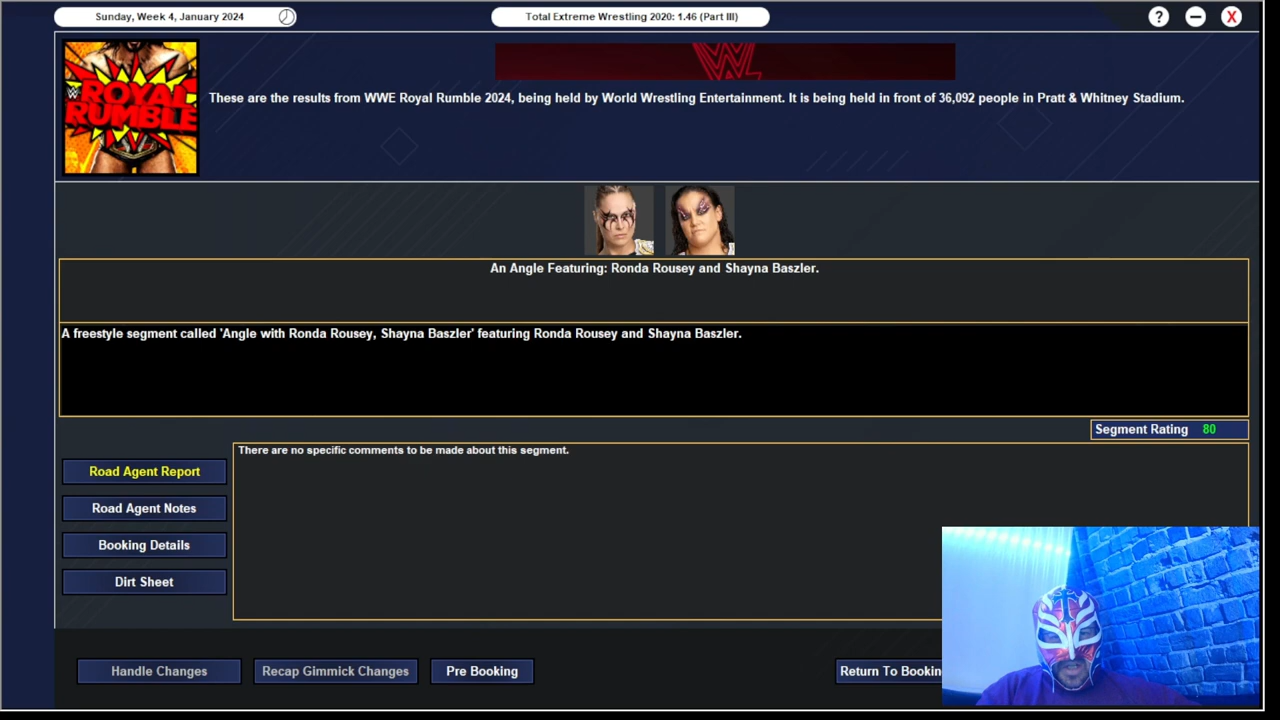 Sunday, Week 4, January 2024
Total Extreme Wrestling 2020: 1.46 (Part III)
?
X
W
ROYAL
RUMBLE
These are the results from WWE Royal Rumble 2024, being held by World Wrestling Entertainment. It is being held in front of 36,092 people in Pratt & Whitney Stadium.
An Angle Featuring: Ronda Rousey and Shayna Baszler.
A freestyle segment called 'Angle with Ronda Rousey, Shayna Baszler' featuring Ronda Rousey and Shayna Baszler.
Segment Rating 80
There are no specific comments to be made about this segment.
Road Agent Report
Road Agent Notes
Booking Details
Dirt Sheet
Handle Changes
Recap Gimmick Changes
Pre Booking
Return To Bookin